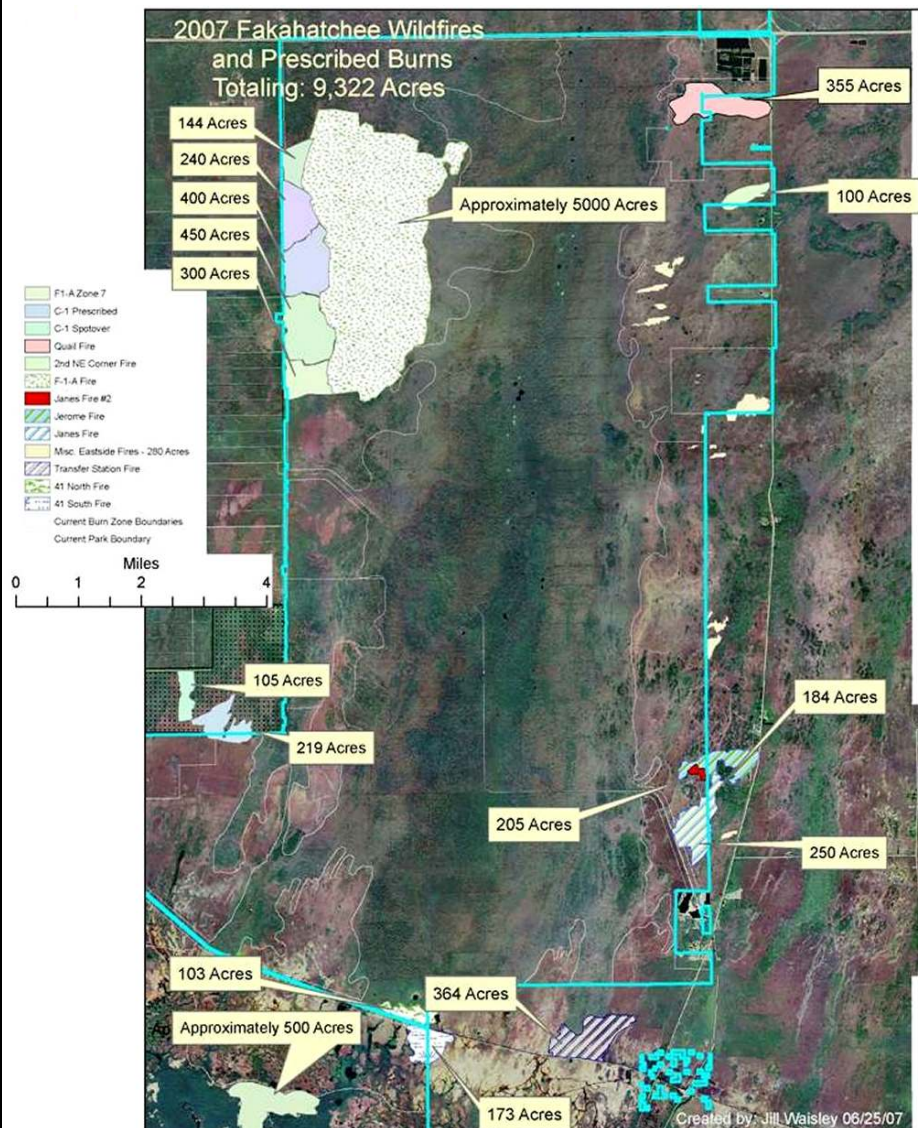 2007 Fakahatchee Wildfires
and Prescribed Burns
Totaling: 9,322 Acres
355 Acres
144 Acres
240 Acres
400 Acres
450 Acres
300 Acres
Approximately 5000 Acres
100 Acres
F1-A Zone 7
C-1 Prescribed
C-1 Spotover
Quail Fire
2nd NE Corner Fire
F-1-A Fire
Janes Fire #2
Jerome Fire
Janes Fire
Misc. Eastside Fires - 280 Acres
Transfer Station Fire
41 North Fire
41 South Fire
Current Burn Zone Boundaries
Current Park Boundary
Miles
0 1 2 4
105 Acres
219 Acres
184 Acres
205 Acres
250 Acres
103 Acres
364 Acres
Approximately 500 Acres
173 Acres
Created by: Jill Waisley 06/25/07